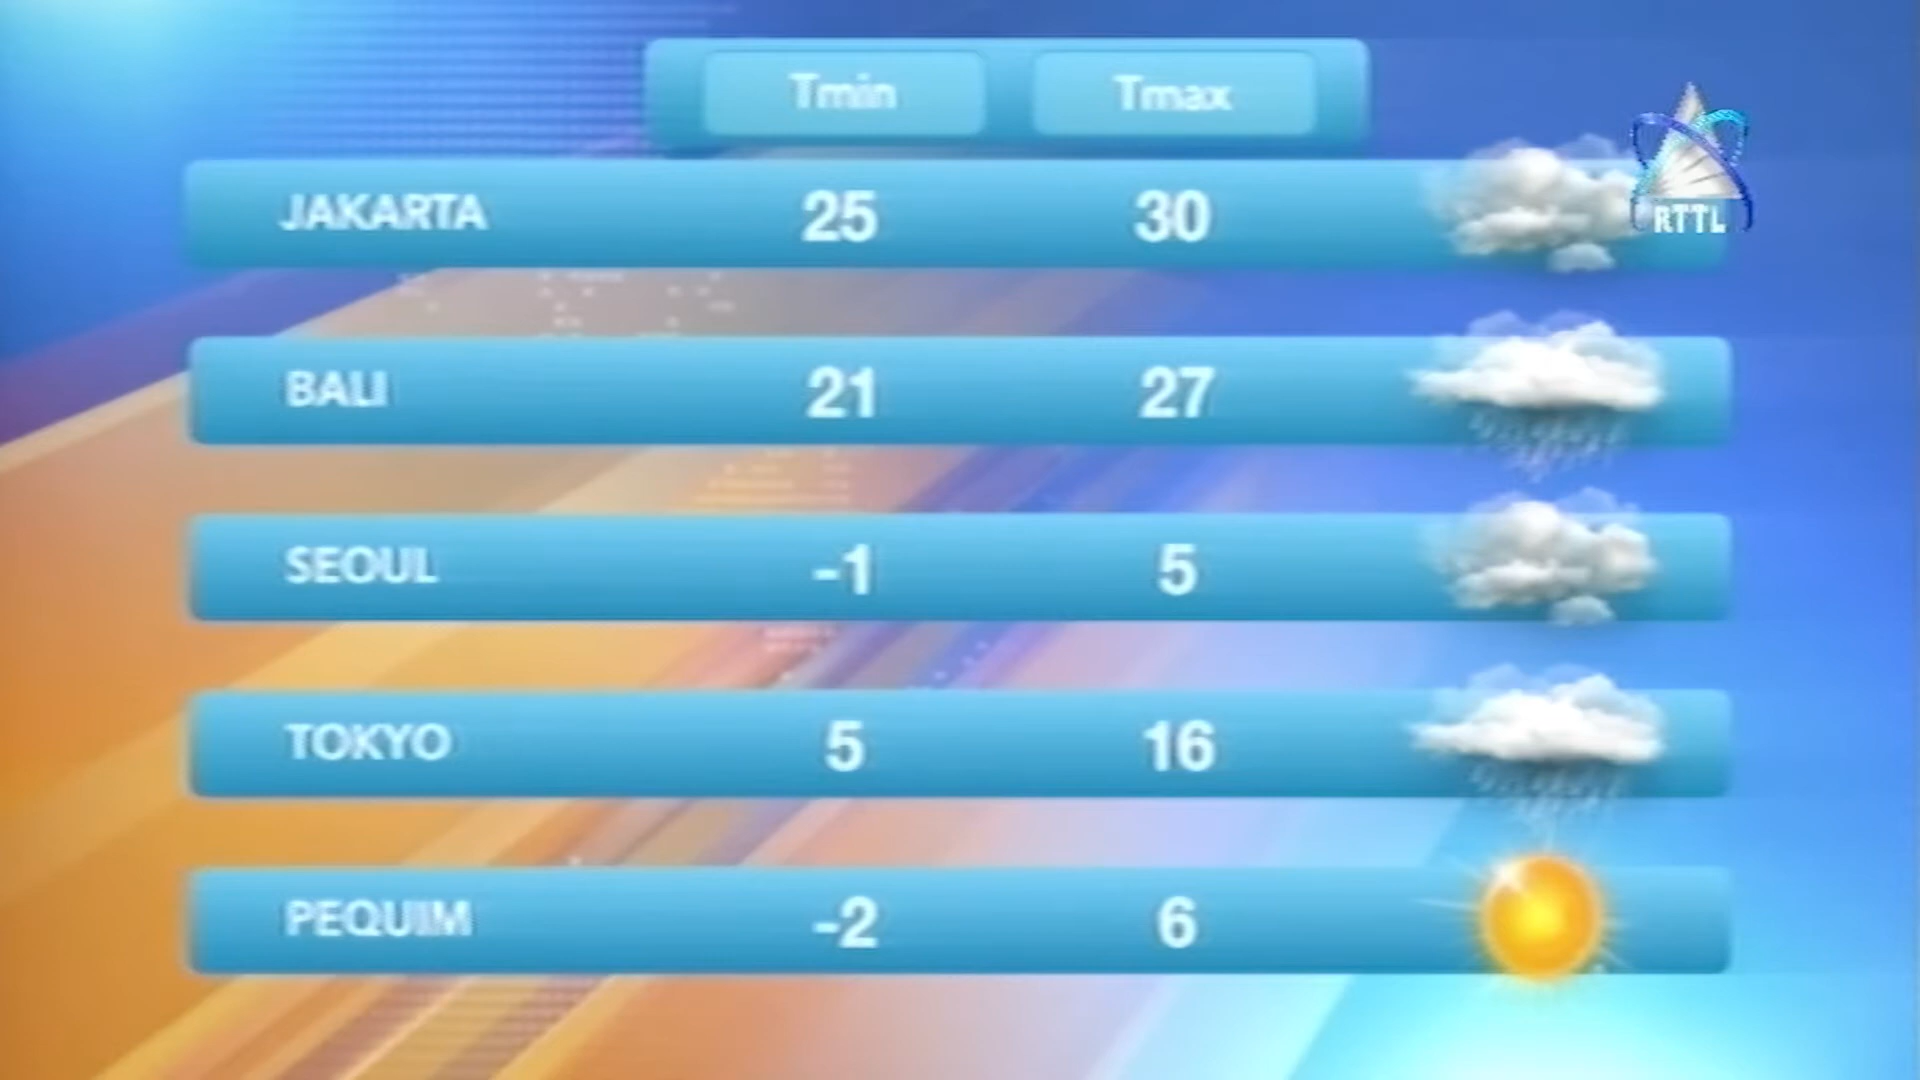 Tmin Tmax
JAKARTA 25 30
RTTL
BALI 21 27
SEOUL -1 5
TOKYO 5 16
PEQUIM -2 6